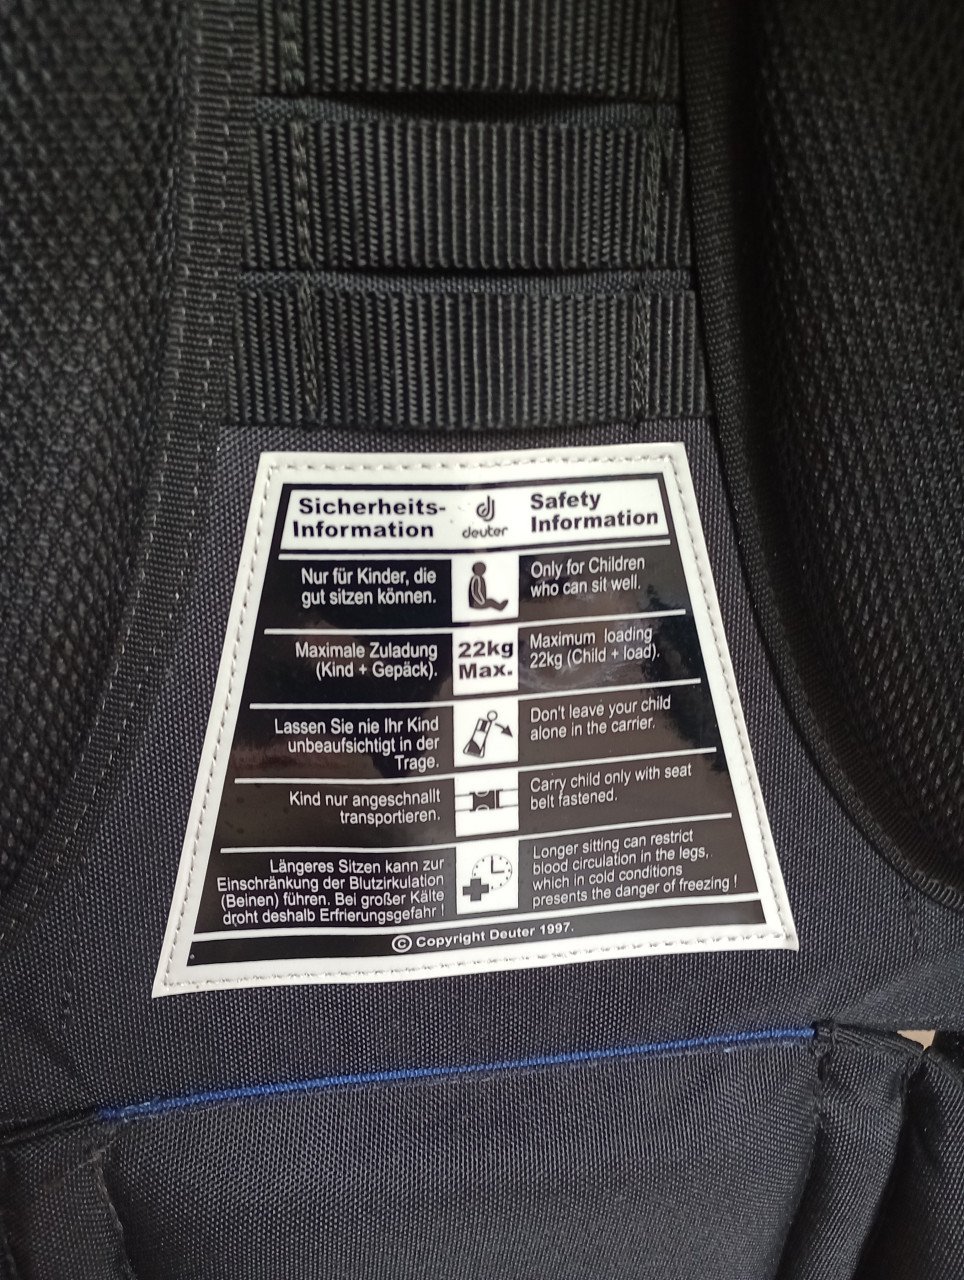 Sicherheits-
Information
deuter
Safety
Information
Nur für Kinder, die
gut sitzen können.
Only for Children
who can sit well.
Maximale Zuladung
(Kind + Gepäck).
22kg
Max.
Maximum loading
22kg (Child + load).
Lassen Sie nie Ihr Kind
unbeaufsichtigt in der
Trage.
Don't leave your child
alone in the carrier.
Kind nur angeschnallt
transportieren.
Carry child only with seat
belt fastened.
Längeres Sitzen kann zur
Einschränkung der Blutzirkulation
(Beinen) führen. Bei großer Kälte
droht deshalb Erfrierungsgefahr !
Longer sitting can restrict
blood circulation in the legs,
which in cold conditions
presents the danger of freezing !
© Copyright Deuter 1997.